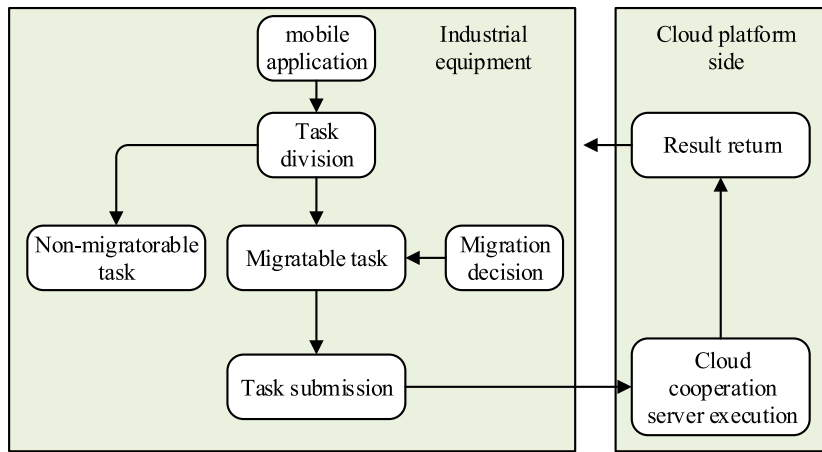 mobile
application
Industrial
equipment
Cloud platform
side
Task
division
Result return
Non-migratorable
task
Migratable task
Migration
decision
Task submission
Cloud
cooperation
server execution